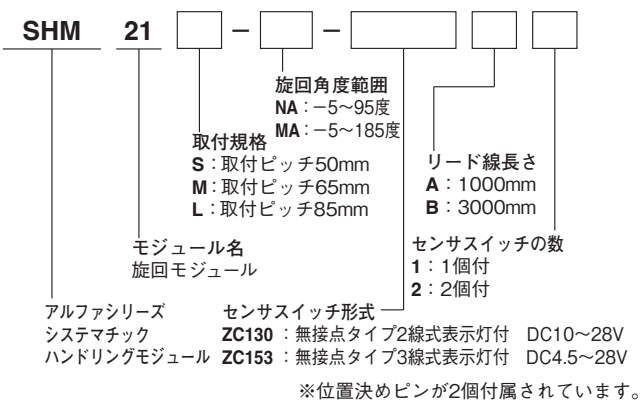 SHM 21 － －
旋回角度範囲
NA：－5～95度
MA：－5～185度
取付規格
S：取付ピッチ50mm
M：取付ピッチ65mm
L：取付ピッチ85mm
リード線長さ
A：1000mm
B：3000mm
モジュール名
旋回モジュール
センサスイッチの数
1：1個付
2：2個付
アルファシリーズ
システマチック
ハンドリングモジュール
センサスイッチ形式
ZC130：無接点タイプ2線式表示灯付 DC10～28V
ZC153：無接点タイプ3線式表示灯付 DC4.5～28V
※位置決めピンが2個付属されています。